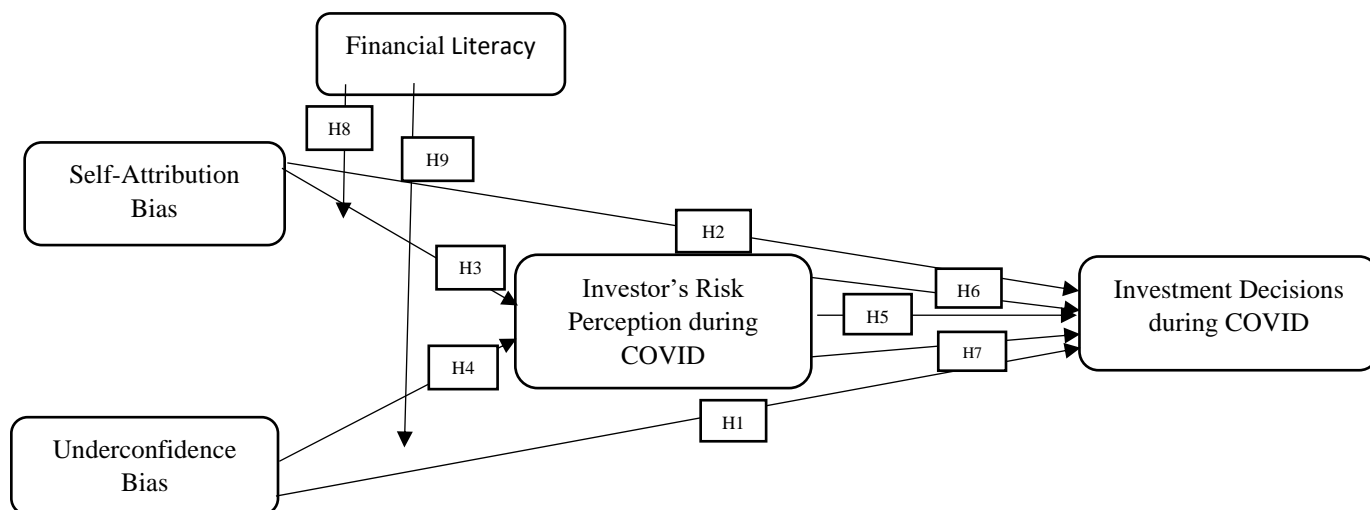 Financial Literacy
H8
H9
Self-Attribution
Bias
H2
H3
Investor’s Risk
Perception during
COVID
H6
H5
Investment Decisions
during COVID
H7
H4
H1
Underconfidence
Bias